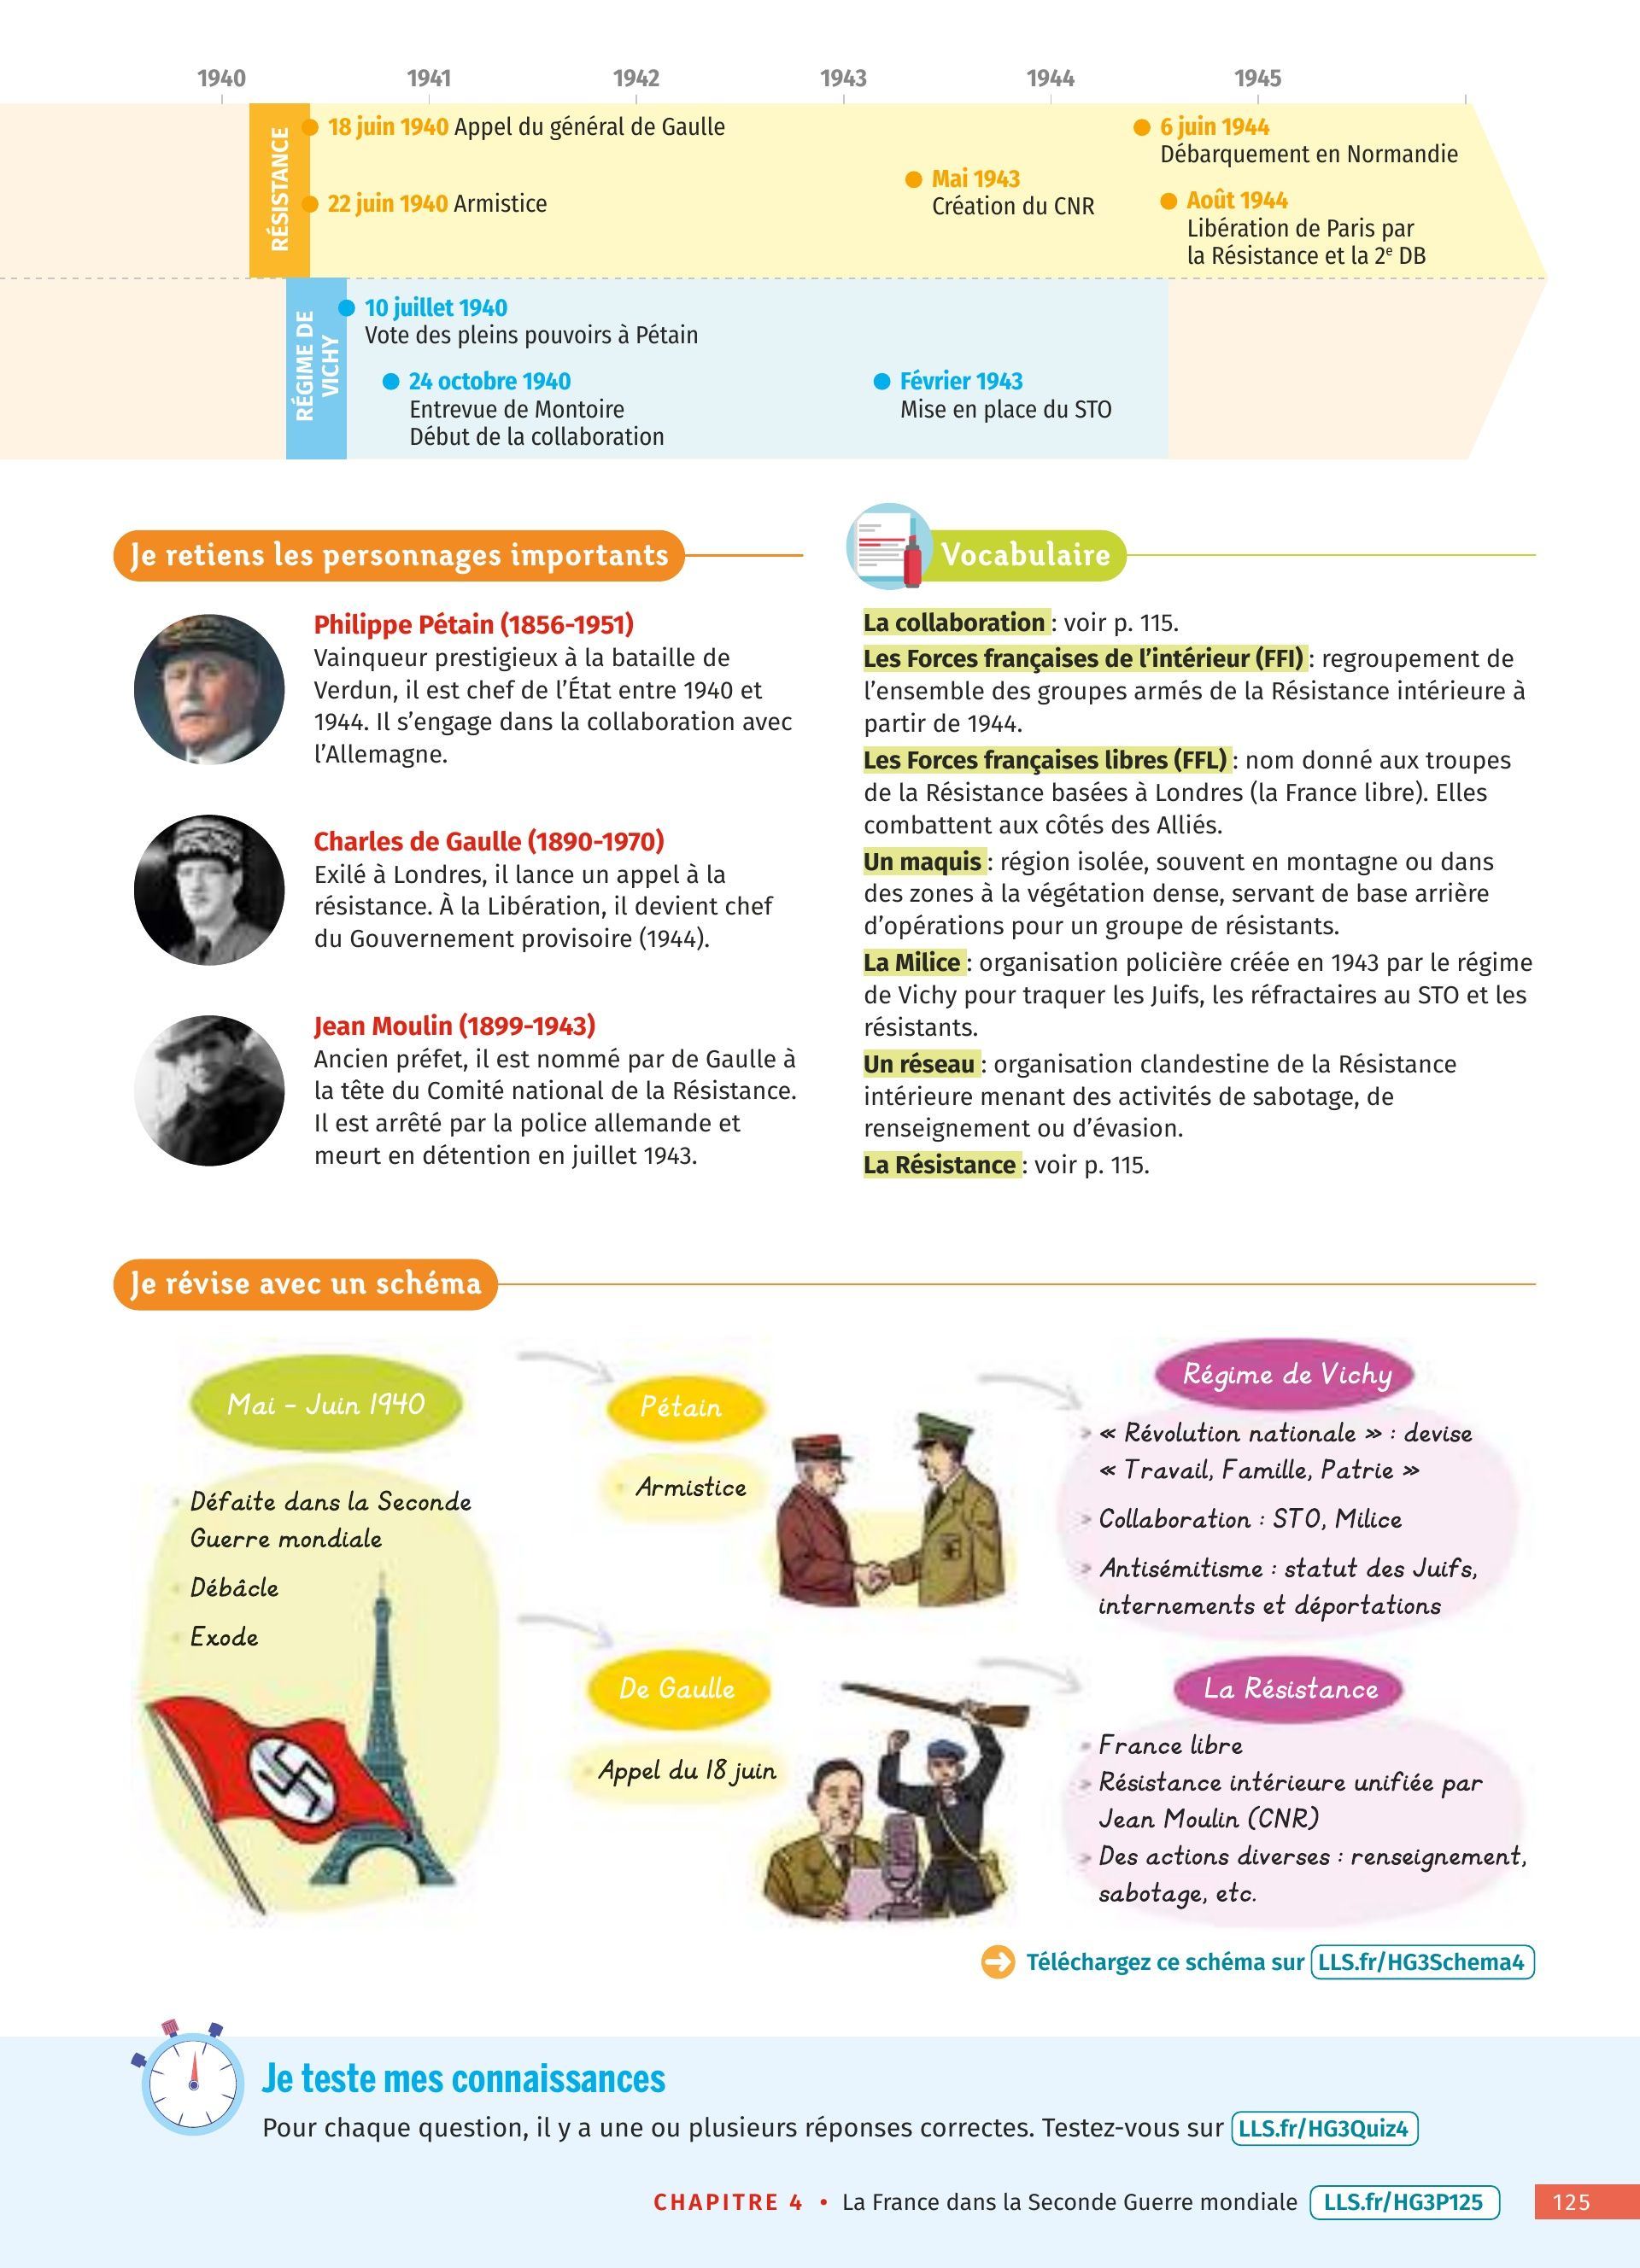 1940 1941 1942 1943 1944 1945
RÉSISTANCE
18 juin 1940 Appel du général de Gaulle
22 juin 1940 Armistice
Mai 1943
Création du CNR
6 juin 1944
Débarquement en Normandie
Août 1944
Libération de Paris par
la Résistance et la 2e DB
RÉGIME DE
VICHY
10 juillet 1940
Vote des pleins pouvoirs à Pétain
24 octobre 1940
Entrevue de Montoire
Début de la collaboration
Février 1943
Mise en place du STO
Je retiens les personnages importants
Philippe Pétain (1856-1951)
Vainqueur prestigieux à la bataille de
Verdun, il est chef de l’État entre 1940 et
1944. Il s’engage dans la collaboration avec
l’Allemagne.
Charles de Gaulle (1890-1970)
Exilé à Londres, il lance un appel à la
résistance. À la Libération, il devient chef
du Gouvernement provisoire (1944).
Jean Moulin (1899-1943)
Ancien préfet, il est nommé par de Gaulle à
la tête du Comité national de la Résistance.
Il est arrêté par la police allemande et
meurt en détention en juillet 1943.
Vocabulaire
La collaboration : voir p. 115.
Les Forces françaises de l’intérieur (FFI) : regroupement de
l’ensemble des groupes armés de la Résistance intérieure à
partir de 1944.
Les Forces françaises libres (FFL) : nom donné aux troupes
de la Résistance basées à Londres (la France libre). Elles
combattent aux côtés des Alliés.
Un maquis : région isolée, souvent en montagne ou dans
des zones à la végétation dense, servant de base arrière
d’opérations pour un groupe de résistants.
La Milice : organisation policière créée en 1943 par le régime
de Vichy pour traquer les Juifs, les réfractaires au STO et les
résistants.
Un réseau : organisation clandestine de la Résistance
intérieure menant des activités de sabotage, de
renseignement ou d’évasion.
La Résistance : voir p. 115.
Je révise avec un schéma
Mai – Juin 1940
Défaite dans la Seconde
Guerre mondiale
Débâcle
Exode
Pétain
Armistice
Régime de Vichy
« Révolution nationale » : devise
« Travail, Famille, Patrie »
Collaboration : STO, Milice
Antisémitisme : statut des Juifs,
internements et déportations
De Gaulle
Appel du 18 juin
La Résistance
France libre
Résistance intérieure unifiée par
Jean Moulin (CNR)
Des actions diverses : renseignement,
sabotage, etc.
Téléchargez ce schéma sur LLS.fr/HG3Schema4
Je teste mes connaissances
Pour chaque question, il y a une ou plusieurs réponses correctes. Testez-vous sur LLS.fr/HG3Quiz4
CHAPITRE 4 • La France dans la Seconde Guerre mondiale LLS.fr/HG3P125 125